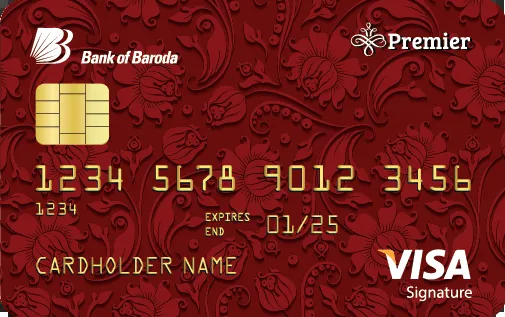 Bank of Baroda
Premier
1234 5678 9012 3456
1234
EXPIRES
END
01/25
CARDHOLDER NAME
VISA
Signature